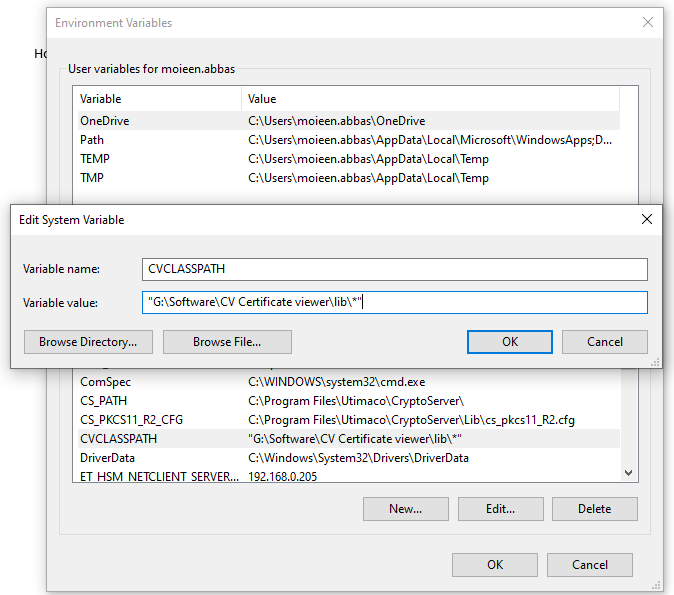 Environment Variables
Ho
User variables for moieen.abbas
Variable Value
OneDrive C:\Users\moieen.abbas\OneDrive
Path C:\Users\moieen.abbas\AppData\Local\Microsoft\WindowsApps;D...
TEMP C:\Users\moieen.abbas\AppData\Local\Temp
TMP C:\Users\moieen.abbas\AppData\Local\Temp
Edit System Variable
Variable name: CVCLASSPATH
Variable value: "G:\Software\CV Certificate viewer\lib\*"
Browse Directory... Browse File... OK Cancel
ComSpec C:\WINDOWS\system32\cmd.exe
CS_PATH C:\Program Files\Utimaco\CryptoServer\
CS_PKCS11_R2_CFG C:\Program Files\Utimaco\CryptoServer\Lib\cs_pkcs11_R2.cfg
CVCLASSPATH "G:\Software\CV Certificate viewer\lib\*"
DriverData C:\Windows\System32\Drivers\DriverData
ET_HSM_NETCLIENT_SERVER... 192.168.0.205
New... Edit... Delete
OK Cancel